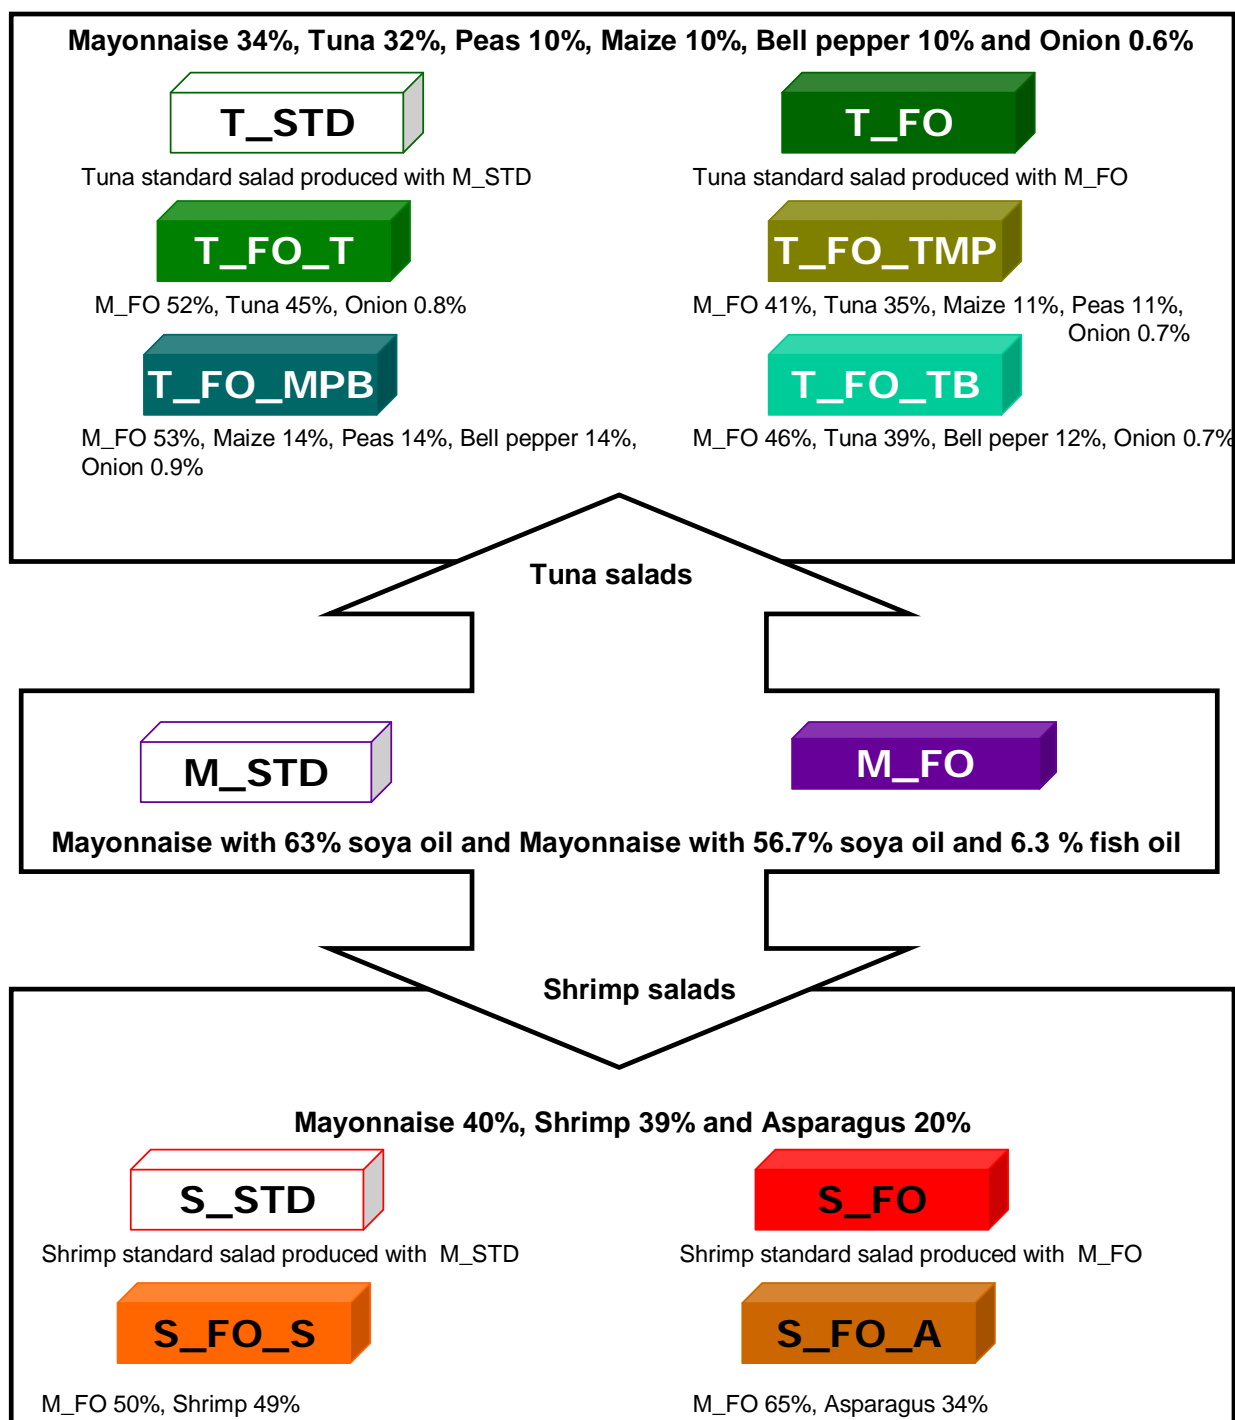 Mayonnaise 34%, Tuna 32%, Peas 10%, Maize 10%, Bell pepper 10% and Onion 0.6%
T_STD
T_FO
Tuna standard salad produced with M_STD
Tuna standard salad produced with M_FO
T_FO_T
T_FO_TMP
M_FO 52%, Tuna 45%, Onion 0.8%
M_FO 41%, Tuna 35%, Maize 11%, Peas 11%,
Onion 0.7%
T_FO_MPB
T_FO_TB
M_FO 53%, Maize 14%, Peas 14%, Bell pepper 14%,
Onion 0.9%
M_FO 46%, Tuna 39%, Bell peper 12%, Onion 0.7%
Tuna salads
M_STD
M_FO
Mayonnaise with 63% soya oil and Mayonnaise with 56.7% soya oil and 6.3 % fish oil
Shrimp salads
Mayonnaise 40%, Shrimp 39% and Asparagus 20%
S_STD
S_FO
Shrimp standard salad produced with M_STD
Shrimp standard salad produced with M_FO
S_FO_S
S_FO_A
M_FO 50%, Shrimp 49%
M_FO 65%, Asparagus 34%